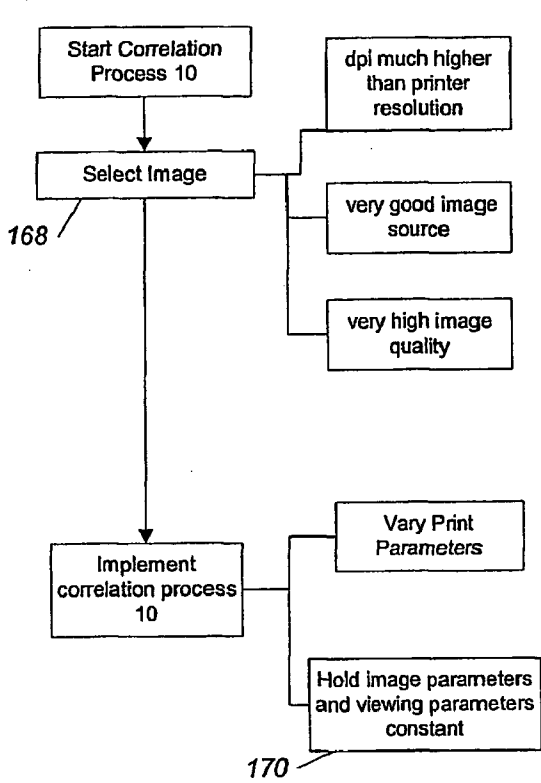 Start Correlation
Process 10
dpi much higher
than printer
resolution
Select Image
168
very good image
source
very high image
quality
Vary Print
Parameters
Implement
correlation process
10
Hold image parameters
and viewing parameters
constant
170